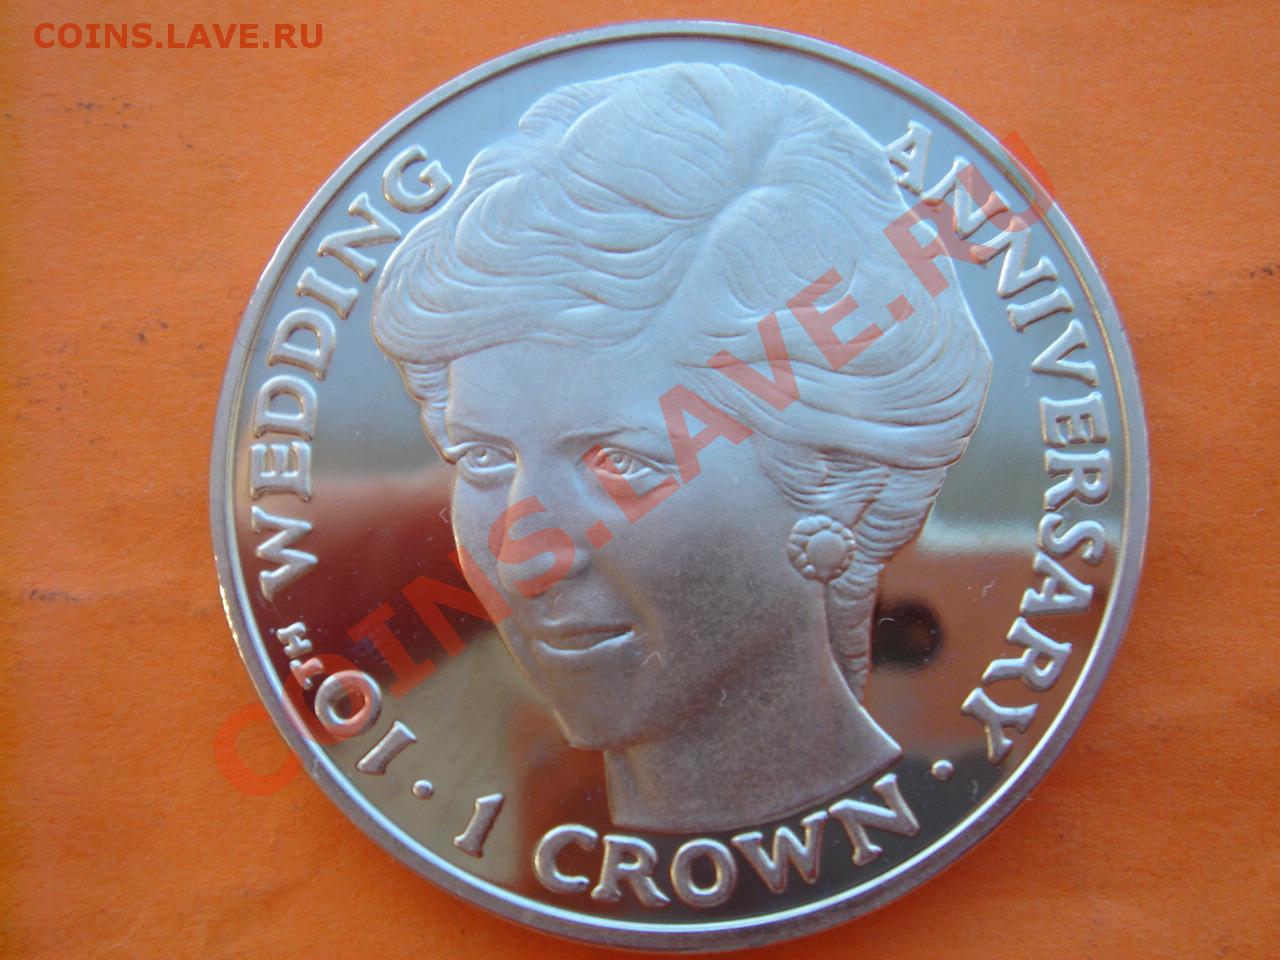 COINS.LAVE.RU
10TH WEDDING ANNIVERSARY · 1 CROWN ·
COINS.LAVE.RU